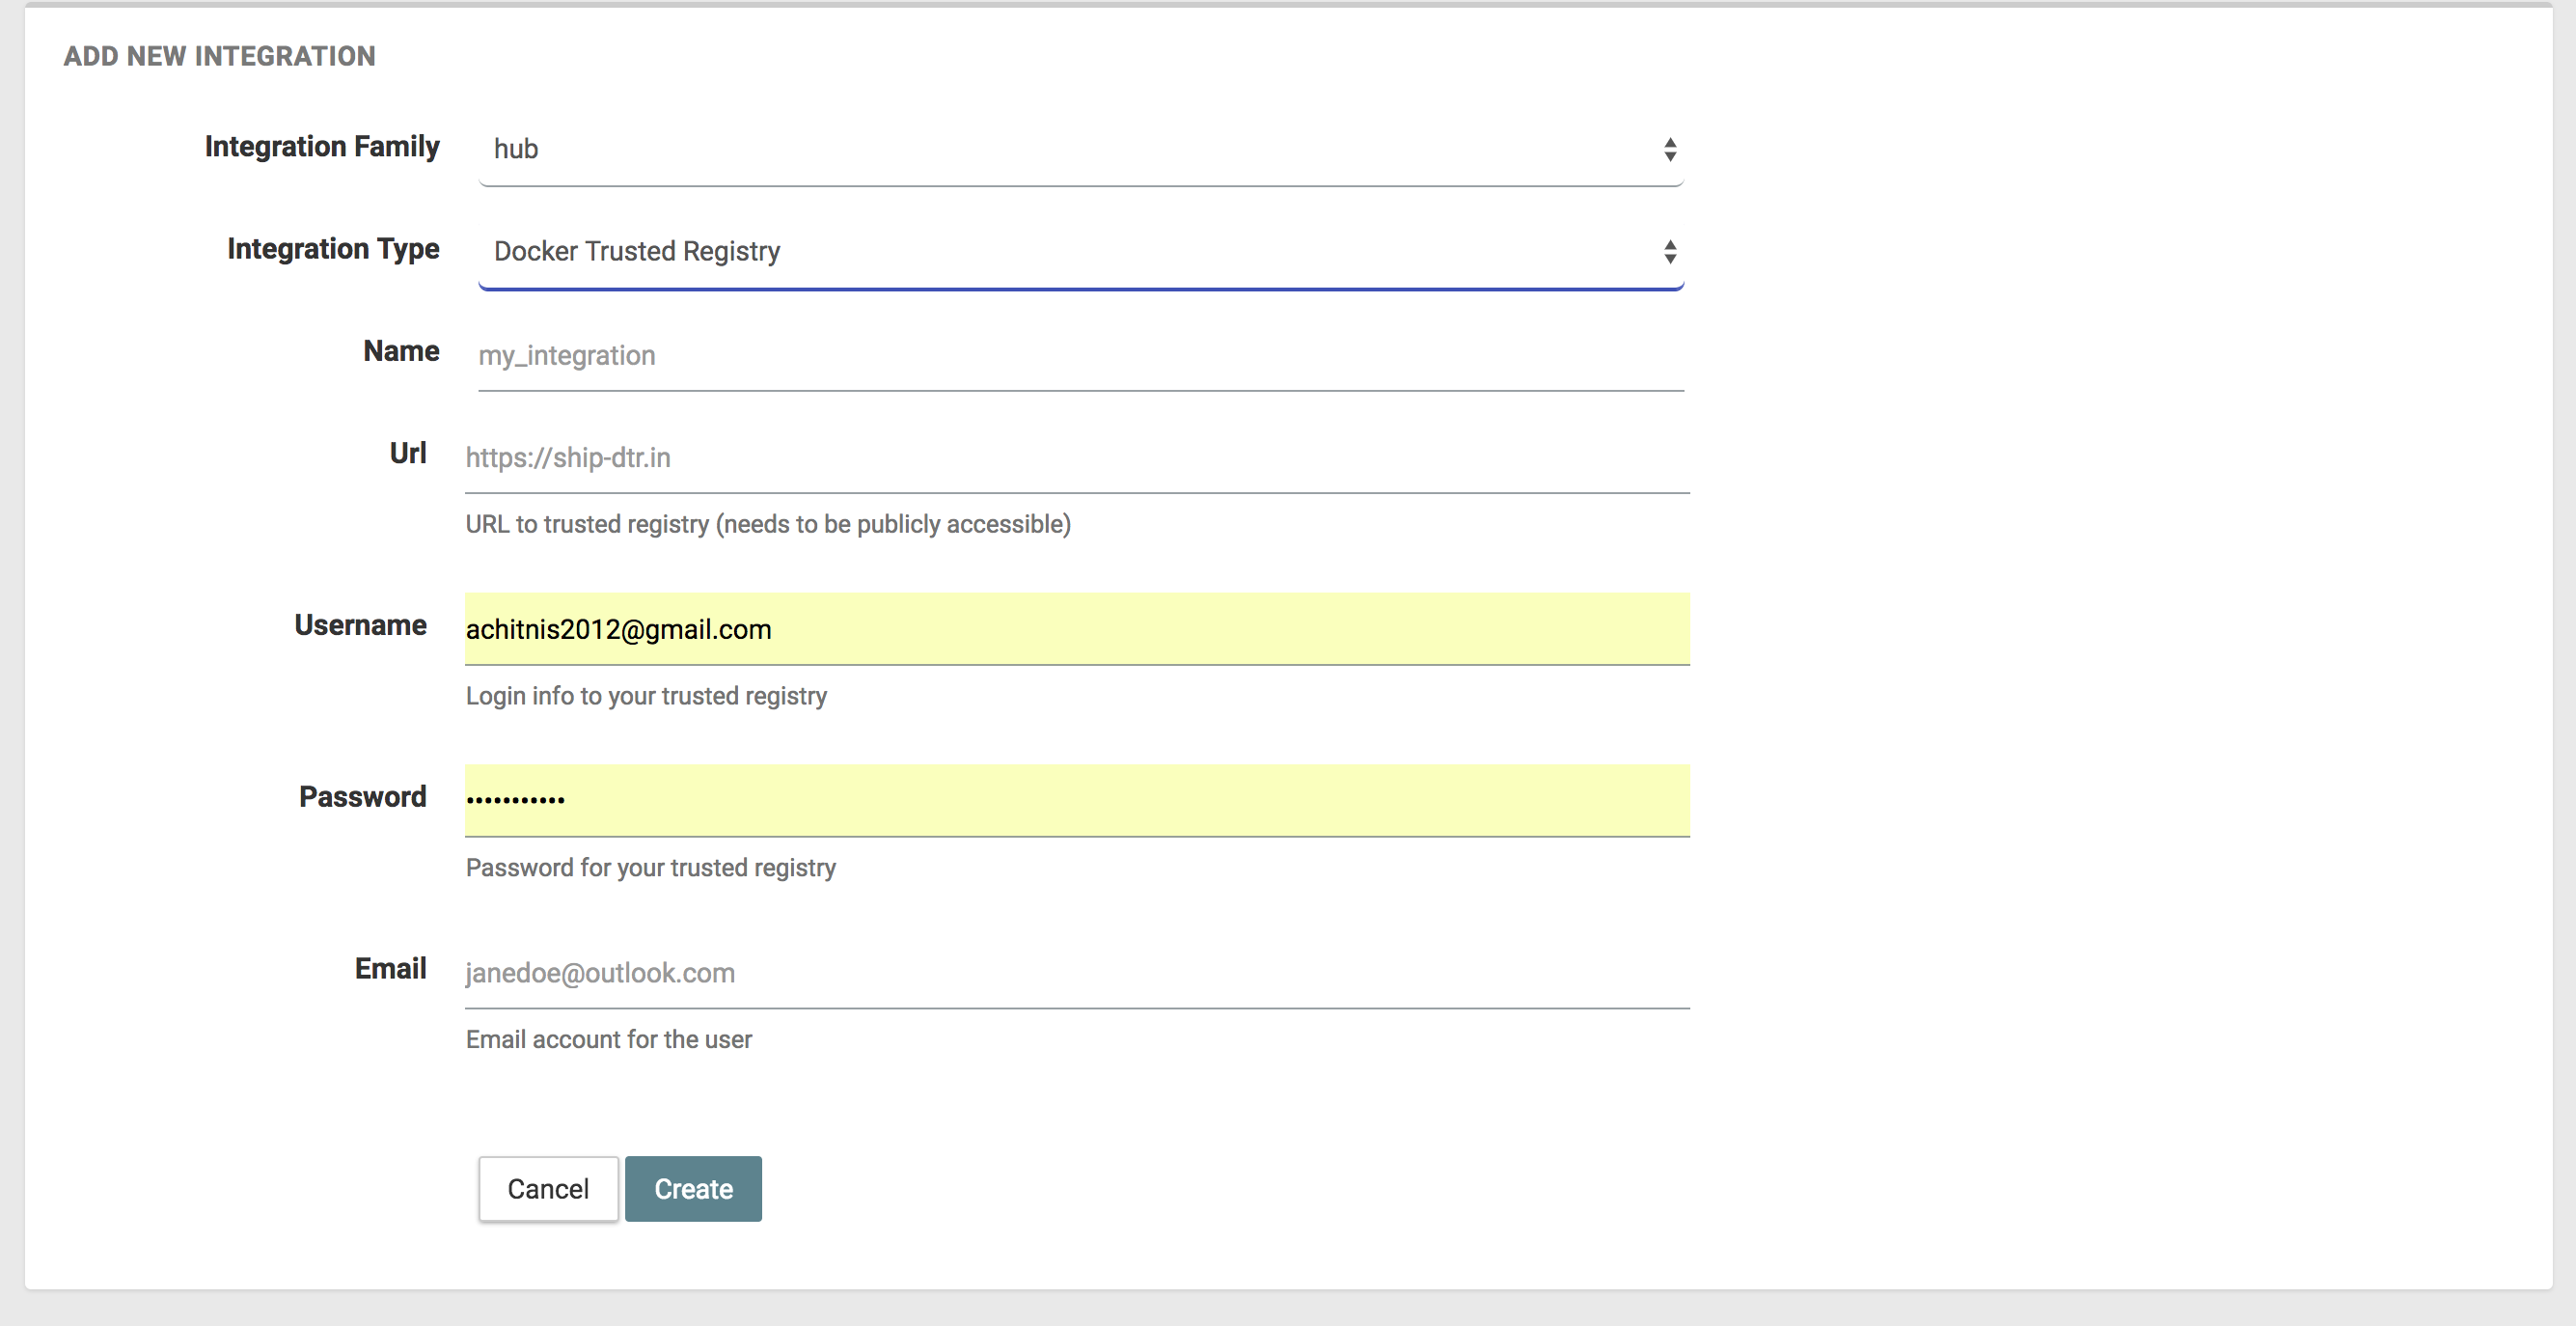 ADD NEW INTEGRATION
Integration Family hub
Integration Type Docker Trusted Registry
Name my_integration
Url https://ship-dtr.in
URL to trusted registry (needs to be publicly accessible)
Username achitnis2012@gmail.com
Login info to your trusted registry
Password •••••••••••
Password for your trusted registry
Email janedoe@outlook.com
Email account for the user
Cancel Create